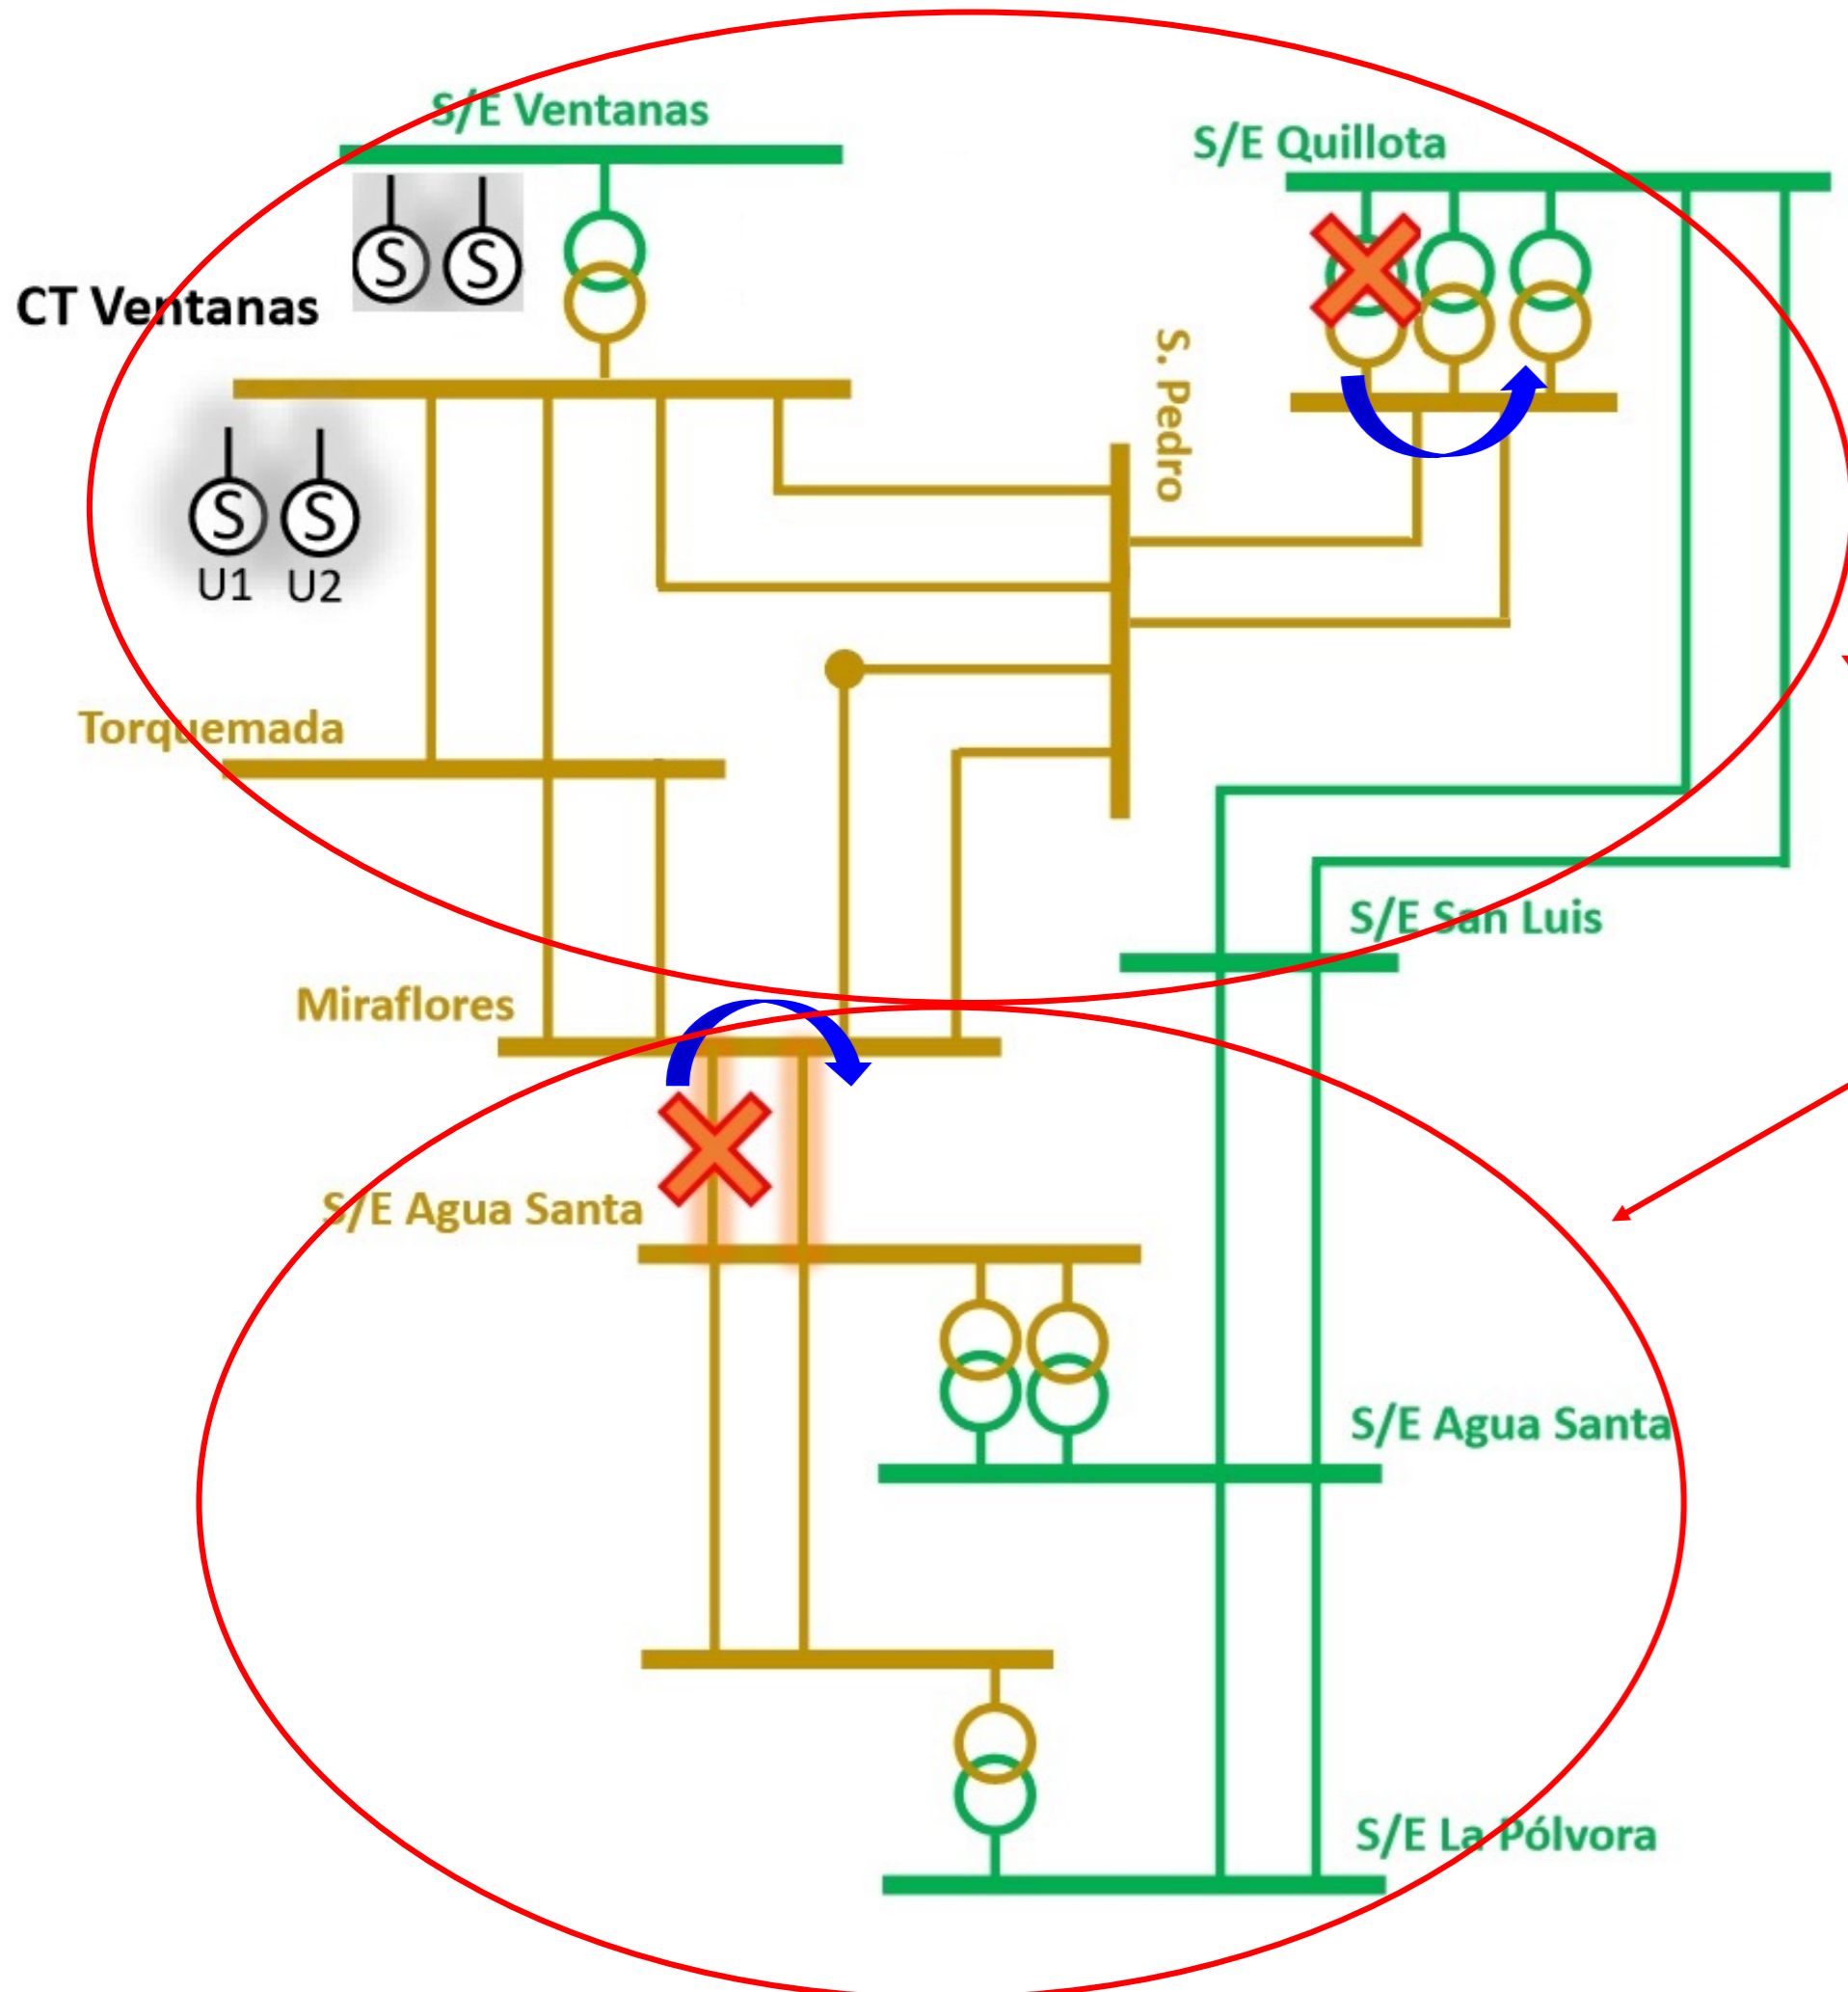 S/E Ventanas
S/E Quillota
S
S
CT Ventanas
S. Pedro
S
S
U1
U2
Torquemada
S/E San Luis
Miraflores
S/E Agua Santa
S/E Agua Santa
S/E La Pólvora